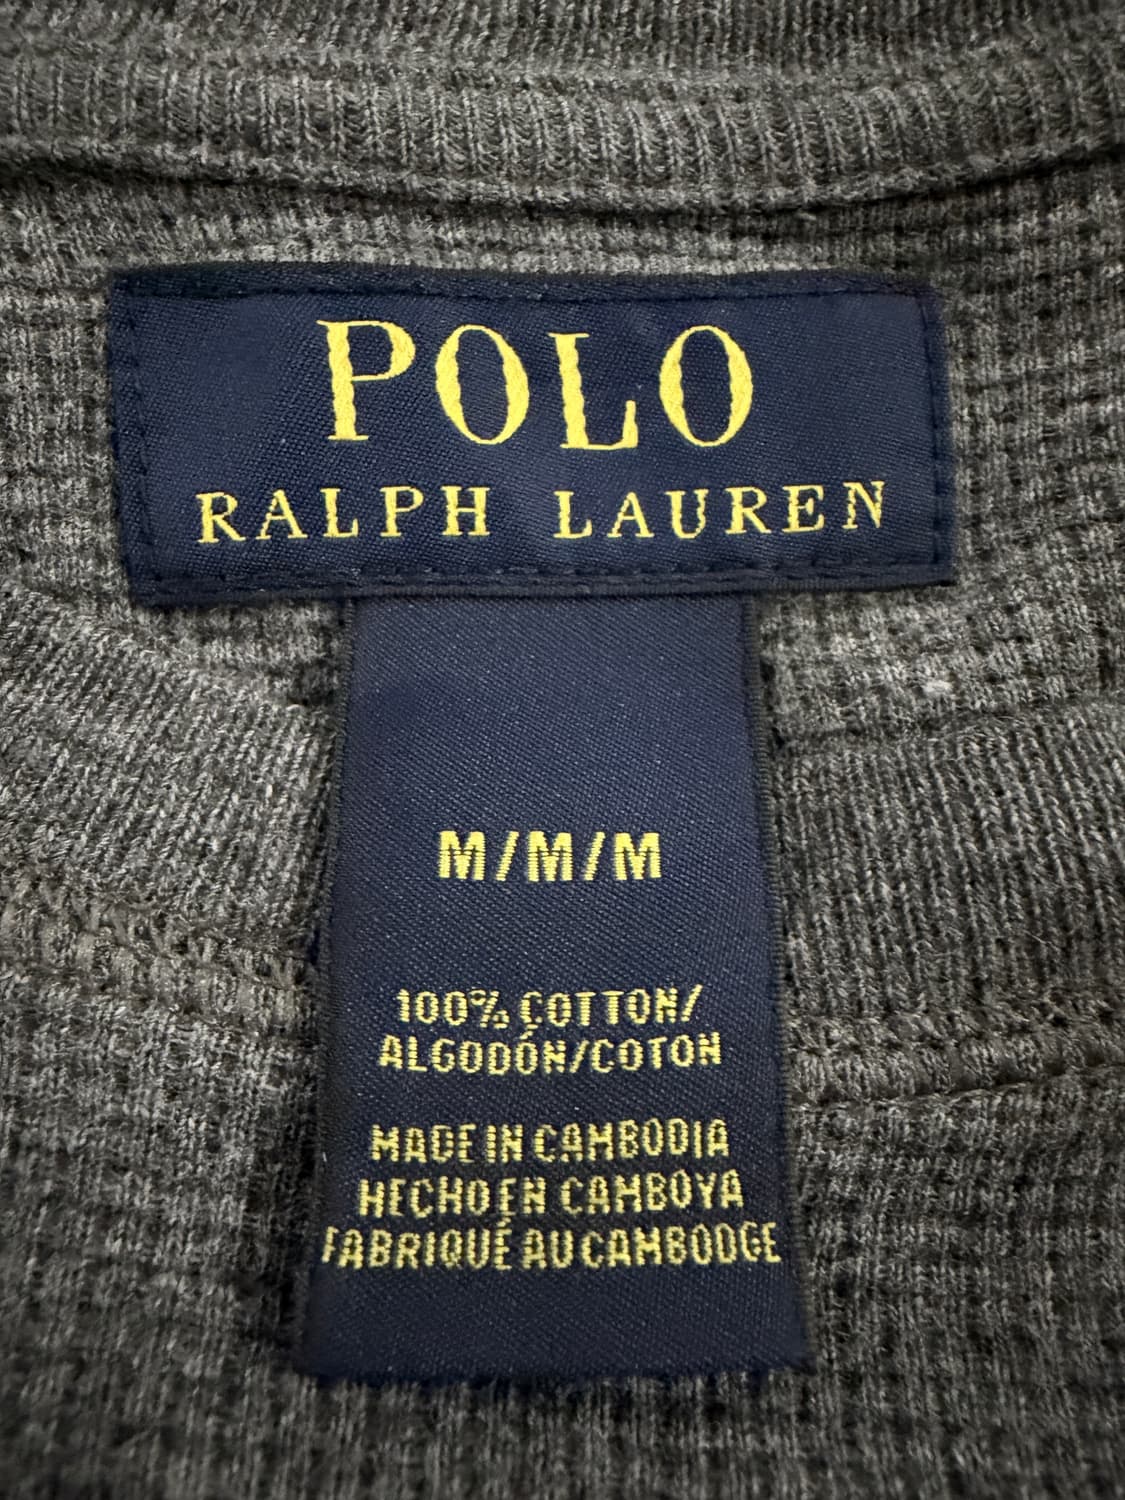 POLO
RALPH LAUREN
M/M/M
100% COTTON/
ALGODÓN/COTON
MADE IN CAMBODIA
HECHO EN CAMBOYA
FABRIQUÉ AU CAMBODGE